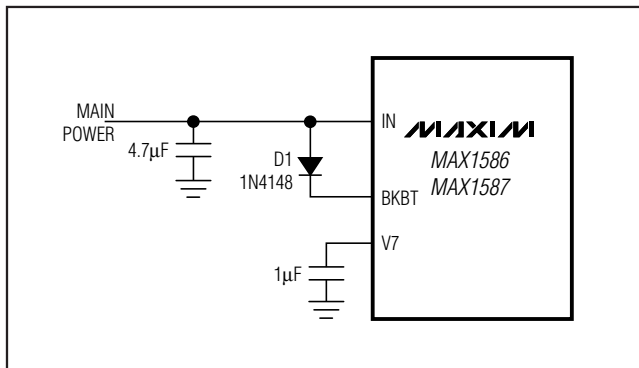 MAIN
POWER
4.7µF
D1
1N4148
IN
MAXIM
MAX1586
MAX1587
BKBT
V7
1µF